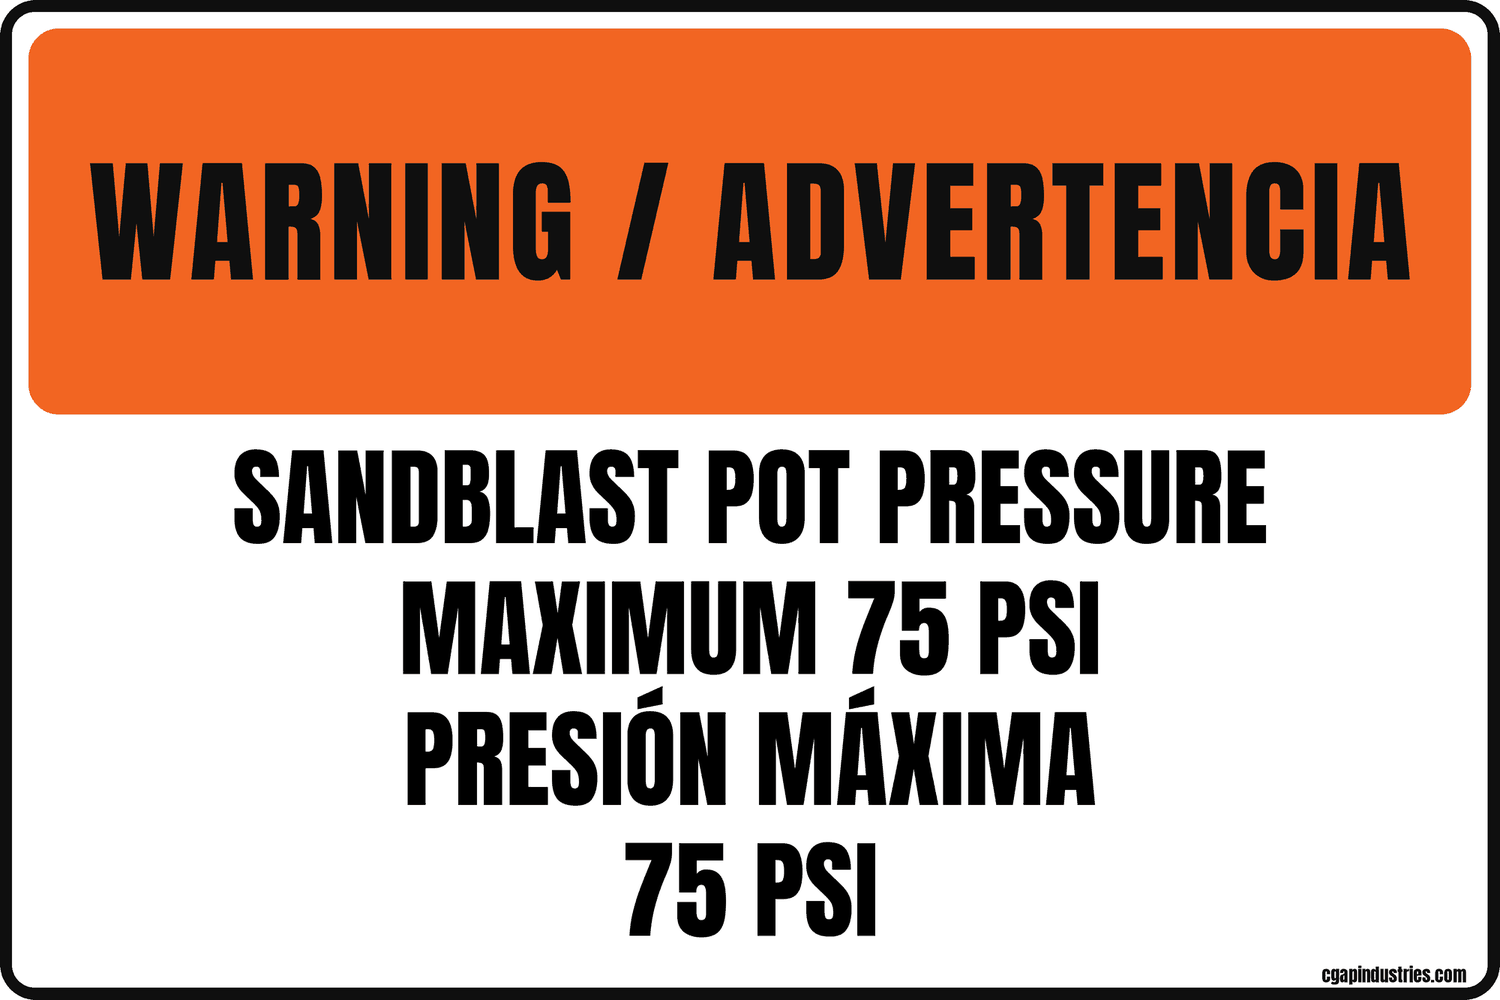 WARNING / ADVERTENCIA
SANDBLAST POT PRESSURE
MAXIMUM 75 PSI
PRESIÓN MÁXIMA
75 PSI
cgapindustries.com